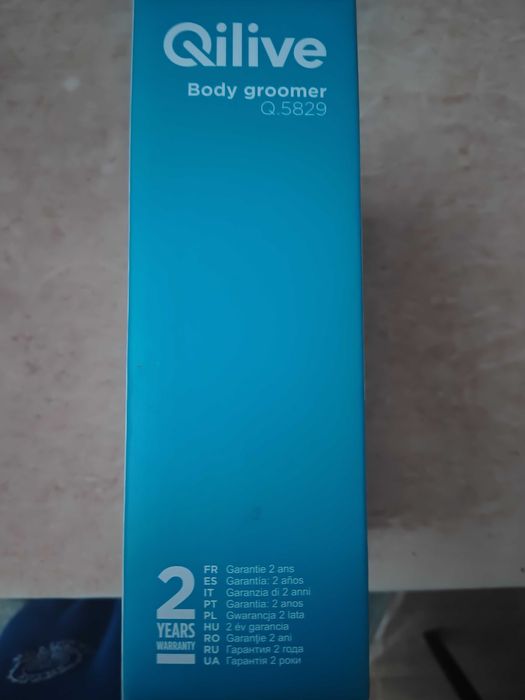 Qilive
Body groomer
Q.5829
2
YEARS
WARRANTY
FR Garantie 2 ans
ES Garantía: 2 años
IT Garanzia di 2 anni
PT Garantia: 2 anos
PL Gwarancja 2 lata
HU 2 év garancia
RO Garanție 2 ani
RU Гарантия 2 года
UA Гарантія 2 роки